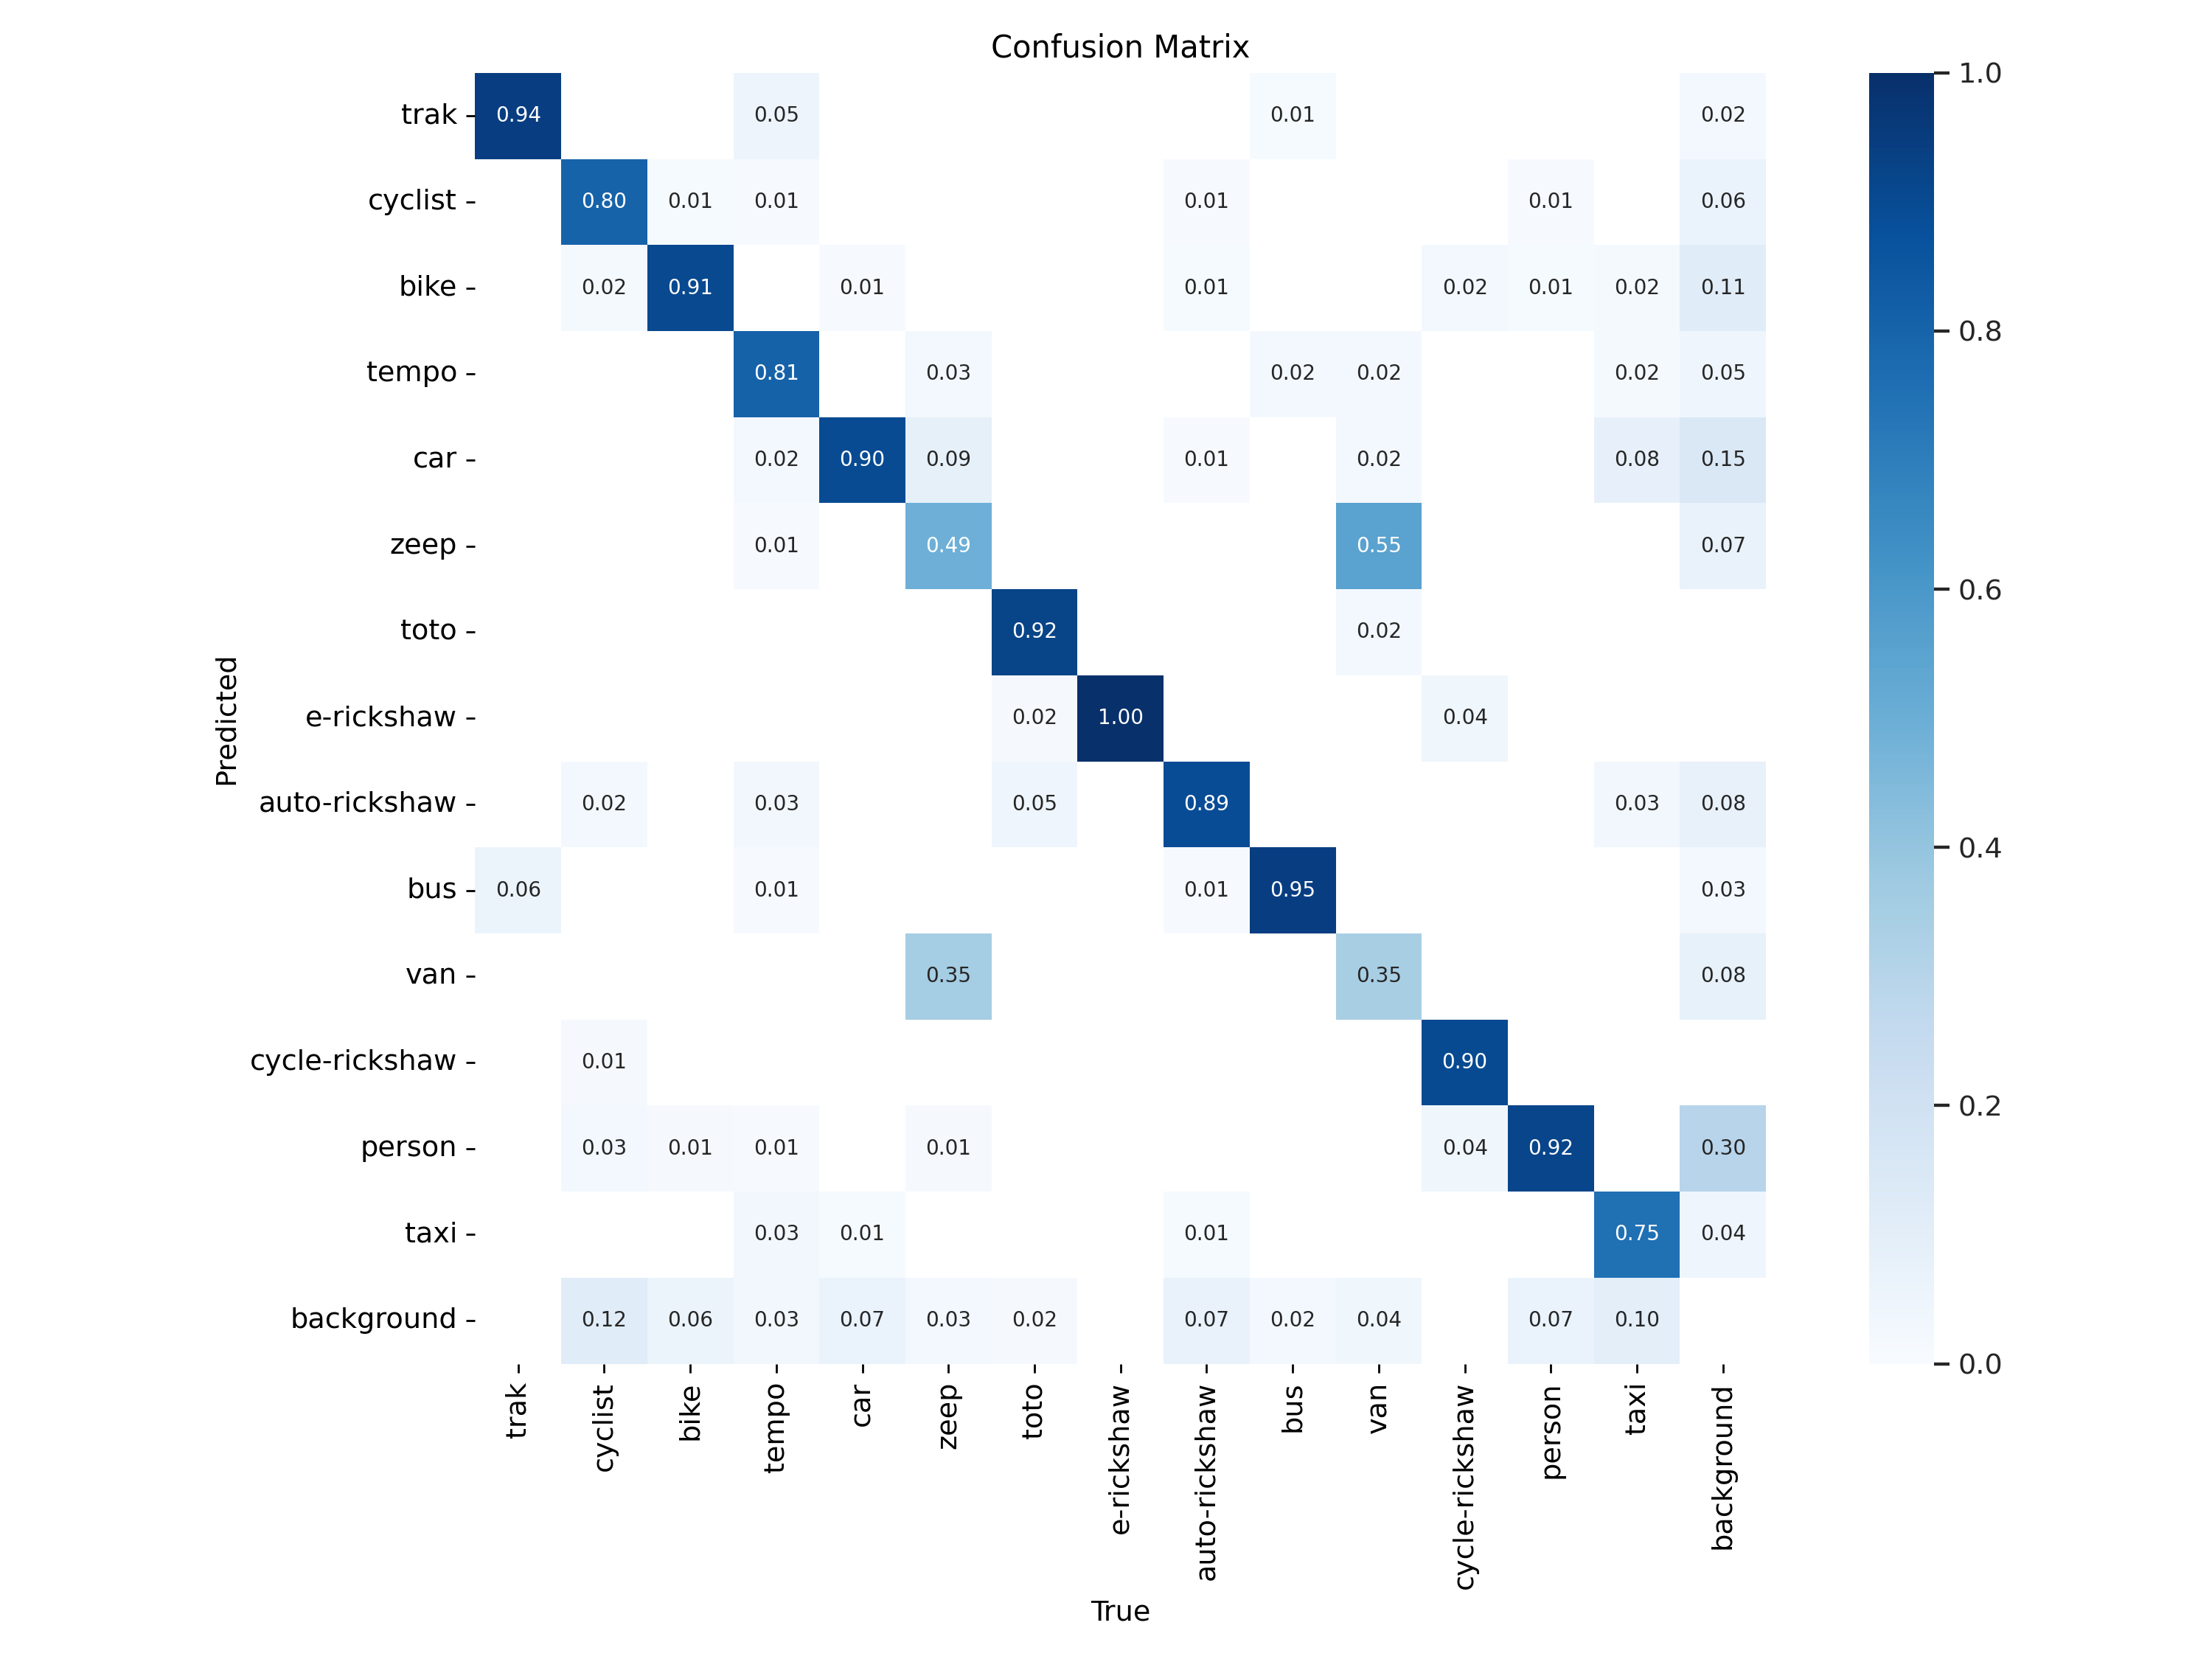 Confusion Matrix
trak 0.94 0.05 0.01 0.02 1.0
cyclist 0.80 0.01 0.01 0.01 0.01 0.06
bike 0.02 0.91 0.01 0.01 0.02 0.01 0.02 0.11
0.8
tempo 0.81 0.03 0.02 0.02 0.02 0.05
car 0.02 0.90 0.09 0.01 0.02 0.08 0.15
zeep 0.01 0.49 0.55 0.07
0.6
toto 0.92 0.02
Predicted
e-rickshaw 0.02 1.00 0.04
auto-rickshaw 0.02 0.03 0.05 0.89 0.03 0.08
0.4
bus 0.06 0.01 0.01 0.95 0.03
van 0.35 0.35 0.08
cycle-rickshaw 0.01 0.90
0.2
person 0.03 0.01 0.01 0.01 0.04 0.92 0.30
taxi 0.03 0.01 0.01 0.75 0.04
background 0.12 0.06 0.03 0.07 0.03 0.02 0.07 0.02 0.04 0.07 0.10
0.0
trak cyclist bike tempo car zeep toto e-rickshaw auto-rickshaw bus van cycle-rickshaw person taxi background
True